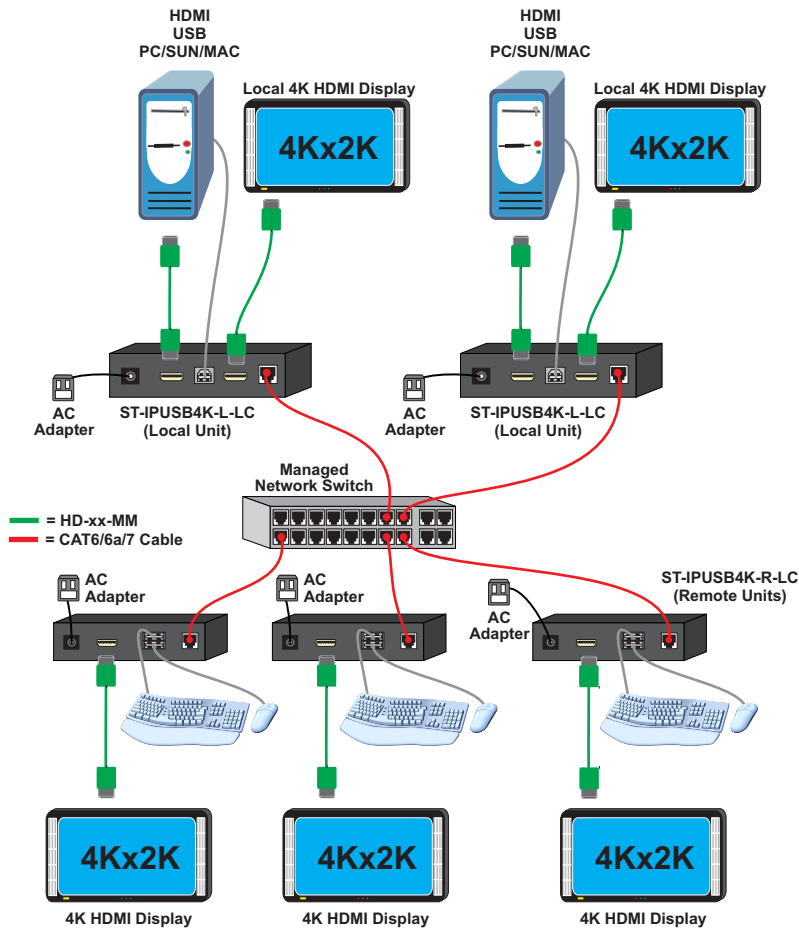 HDMI
USB
PC/SUN/MAC
Local 4K HDMI Display
4Kx2K
HDMI
USB
PC/SUN/MAC
Local 4K HDMI Display
4Kx2K
AC
Adapter
ST-IPUSB4K-L-LC
(Local Unit)
AC
Adapter
ST-IPUSB4K-L-LC
(Local Unit)
Managed
Network Switch
= HD-xx-MM
= CAT6/6a/7 Cable
AC
Adapter
AC
Adapter
AC
Adapter
ST-IPUSB4K-R-LC
(Remote Units)
4Kx2K
4K HDMI Display
4Kx2K
4K HDMI Display
4Kx2K
4K HDMI Display